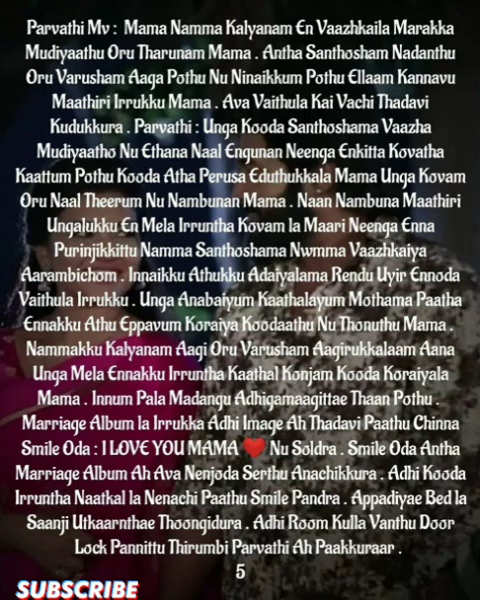 Parvathi Mv : Mama Namma Kalyanam En Vaazhkaila Marakka
Mudiyaathu Oru Tharunam Mama . Antha Santhosham Nadanthu
Oru Varusham Aaga Pothu Nu Ninaikkum Pothu Ellaam Kannavu
Maathiri Irrukku Mama . Ava Vaithula Kai Vachi Thadavi
Kudukkura . Parvathi : Unga Kooda Santhoshama Vaazha
Mudiyaatho Nu Ethana Naal Engunan Neenga Enkitta Kovatha
Kaattum Pothu Kooda Atha Perusa Eduthukkala Mama Unga Kovam
Oru Naal Theerum Nu Nambunan Mama . Naan Nambuna Maathiri
Ungalukku En Mela Irruntha Kovam la Maari Neenga Enna
Purinjikkittu Namma Santhoshama Nwmma Vaazhkaiya
Aarambichom . Innaikku Athukku Adaiyalama Rendu Uyir Ennoda
Vaithula Irrukku . Unga Anabaiyum Kaathalayum Mothama Paatha
Ennakku Athu Eppavum Koraiya Koodaathu Nu Thonuthu Mama .
Nammakku Kalyanam Aagi Oru Varusham Aagirukkalaam Aana
Unga Mela Ennakku Irruntha Kaathal Konjam Kooda Koraiyala
Mama . Innum Pala Madangu Adhigamaagittae Thaan Pothu .
Marriage Album la Irrukka Adhi Image Ah Thadavi Paathu Chinna
Smile Oda : I LOVE YOU MAMA ❤️ Nu Soldra . Smile Oda Antha
Marriage Album Ah Ava Nenjoda Serthu Anachikkura . Adhi Kooda
Irruntha Naatkal la Nenachi Paathu Smile Pandra . Appadiyae Bed la
Saanji Utkaarnthae Thoongidura . Adhi Room Kulla Vanthu Door
Lock Pannittu Thirumbi Parvathi Ah Paakkuraar .
5
SUBSCRIBE